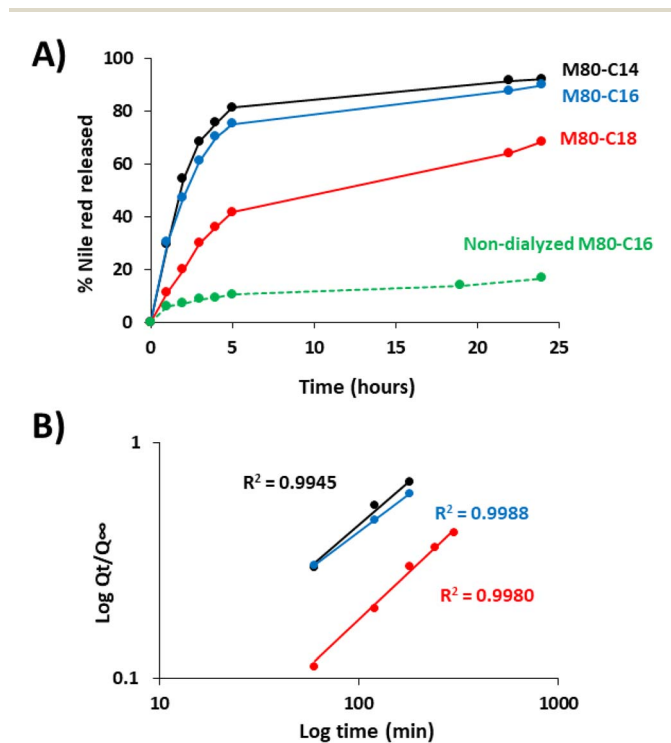 A)
% Nile red released
100
80
60
40
20
0
0 5 10 15 20 25
Time (hours)
M80-C14
M80-C16
M80-C18
Non-dialyzed M80-C16
B)
Log Qt/Q∞
1
0.1
10 100 1000
Log time (min)
R² = 0.9945
R² = 0.9988
R² = 0.9980